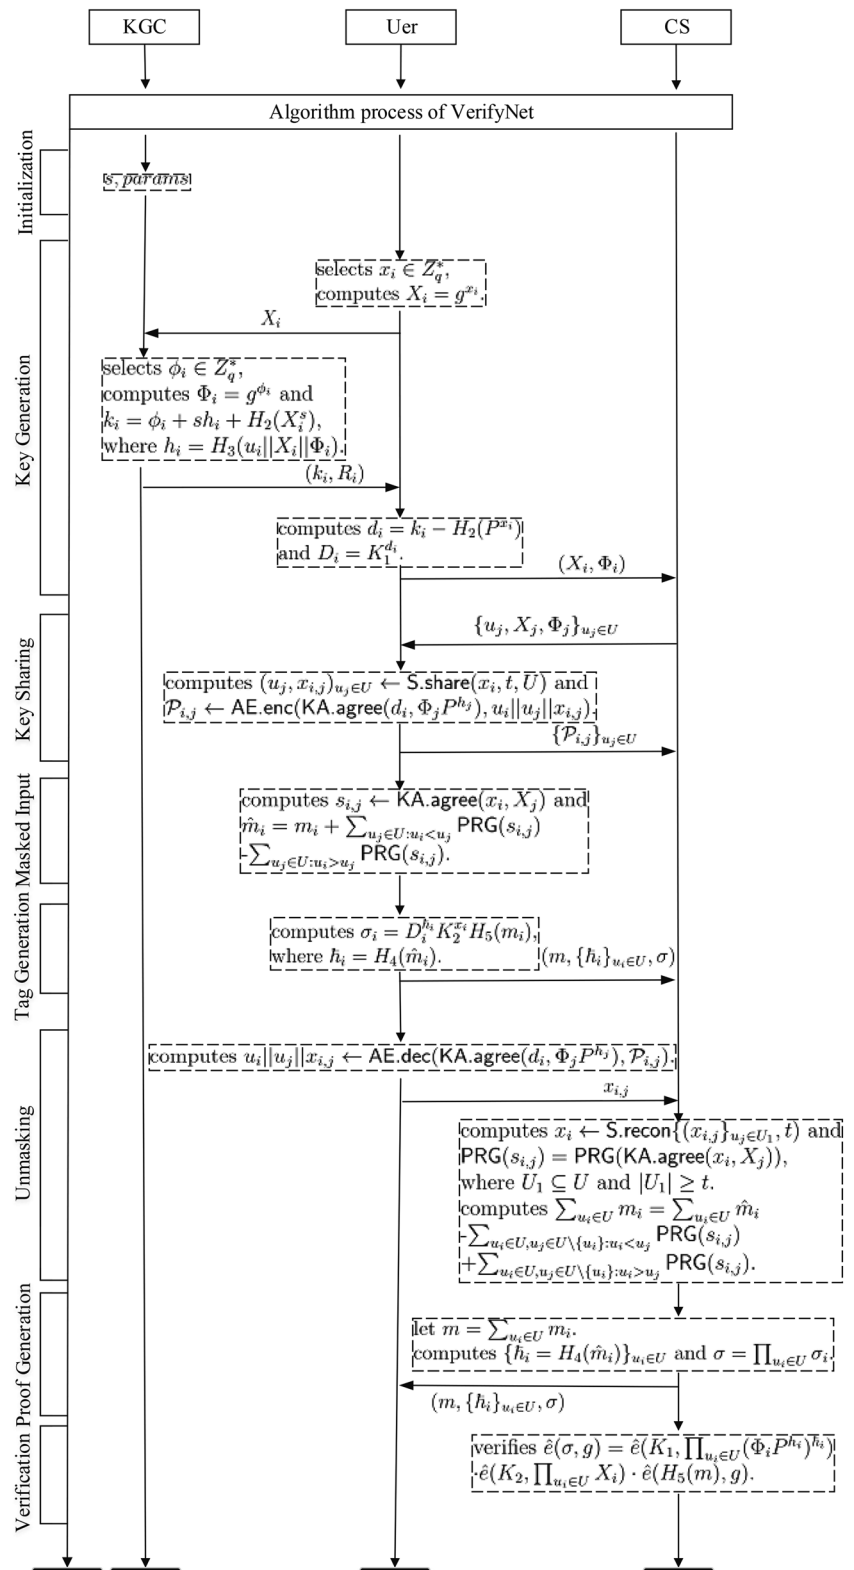 KGC
Uer
CS
Algorithm process of VerifyNet
Initialization
s, params
Key Generation
selects x_i ∈ Z_q^*,
computes X_i = g^{x_i}.
X_i
selects ϕ_i ∈ Z_q^*,
computes Φ_i = g^{ϕ_i} and
k_i = ϕ_i + sh_i + H_2(X_i^s),
where h_i = H_3(u_i||X_i||Φ_i).
(k_i, R_i)
computes d_i = k_i − H_2(P^{x_i})
and D_i = K_1^{d_i}.
(X_i, Φ_i)
Key Sharing
{u_j, X_j, Φ_j}_{u_j∈U}
computes (u_j, x_{i,j})_{u_j∈U} ← S.share(x_i, t, U) and
𝒫_{i,j} ← AE.enc(KA.agree(d_i, Φ_jP^{h_j}), u_i||u_j||x_{i,j}).
{𝒫_{i,j}}_{u_j∈U}
Masked Input
computes s_{i,j} ← KA.agree(x_i, X_j) and
m̂_i = m_i + ∑_{u_j∈U:u_i<u_j} PRG(s_{i,j})
-∑_{u_j∈U:u_i>u_j} PRG(s_{i,j}).
Tag Generation
computes σ_i = D_i^{ħ_i}K_2^{x_i}H_5(m_i),
where ħ_i = H_4(m̂_i).
(m, {ħ_i}_{u_i∈U}, σ)
Unmasking
computes u_i||u_j||x_{i,j} ← AE.dec(KA.agree(d_i, Φ_jP^{h_j}), 𝒫_{i,j}).
x_{i,j}
computes x_i ← S.recon{(x_{i,j}}_{u_j∈U_1}, t) and
PRG(s_{i,j}) = PRG(KA.agree(x_i, X_j)),
where U_1 ⊆ U and |U_1| ≥ t.
computes ∑_{u_i∈U} m_i = ∑_{u_i∈U} m̂_i
-∑_{u_i∈U,u_j∈U\{u_i}:u_i<u_j} PRG(s_{i,j})
+∑_{u_i∈U,u_j∈U\{u_i}:u_i>u_j} PRG(s_{i,j}).
Proof Generation
let m = ∑_{u_i∈U} m_i.
computes {ħ_i = H_4(m̂_i)}_{u_i∈U} and σ = ∏_{u_i∈U} σ_i.
(m, {ħ_i}_{u_i∈U}, σ)
Verification
verifies ê(σ, g) = ê(K_1, ∏_{u_i∈U}(Φ_iP^{h_i})^{ħ_i})
·ê(K_2, ∏_{u_i∈U} X_i) · ê(H_5(m), g).